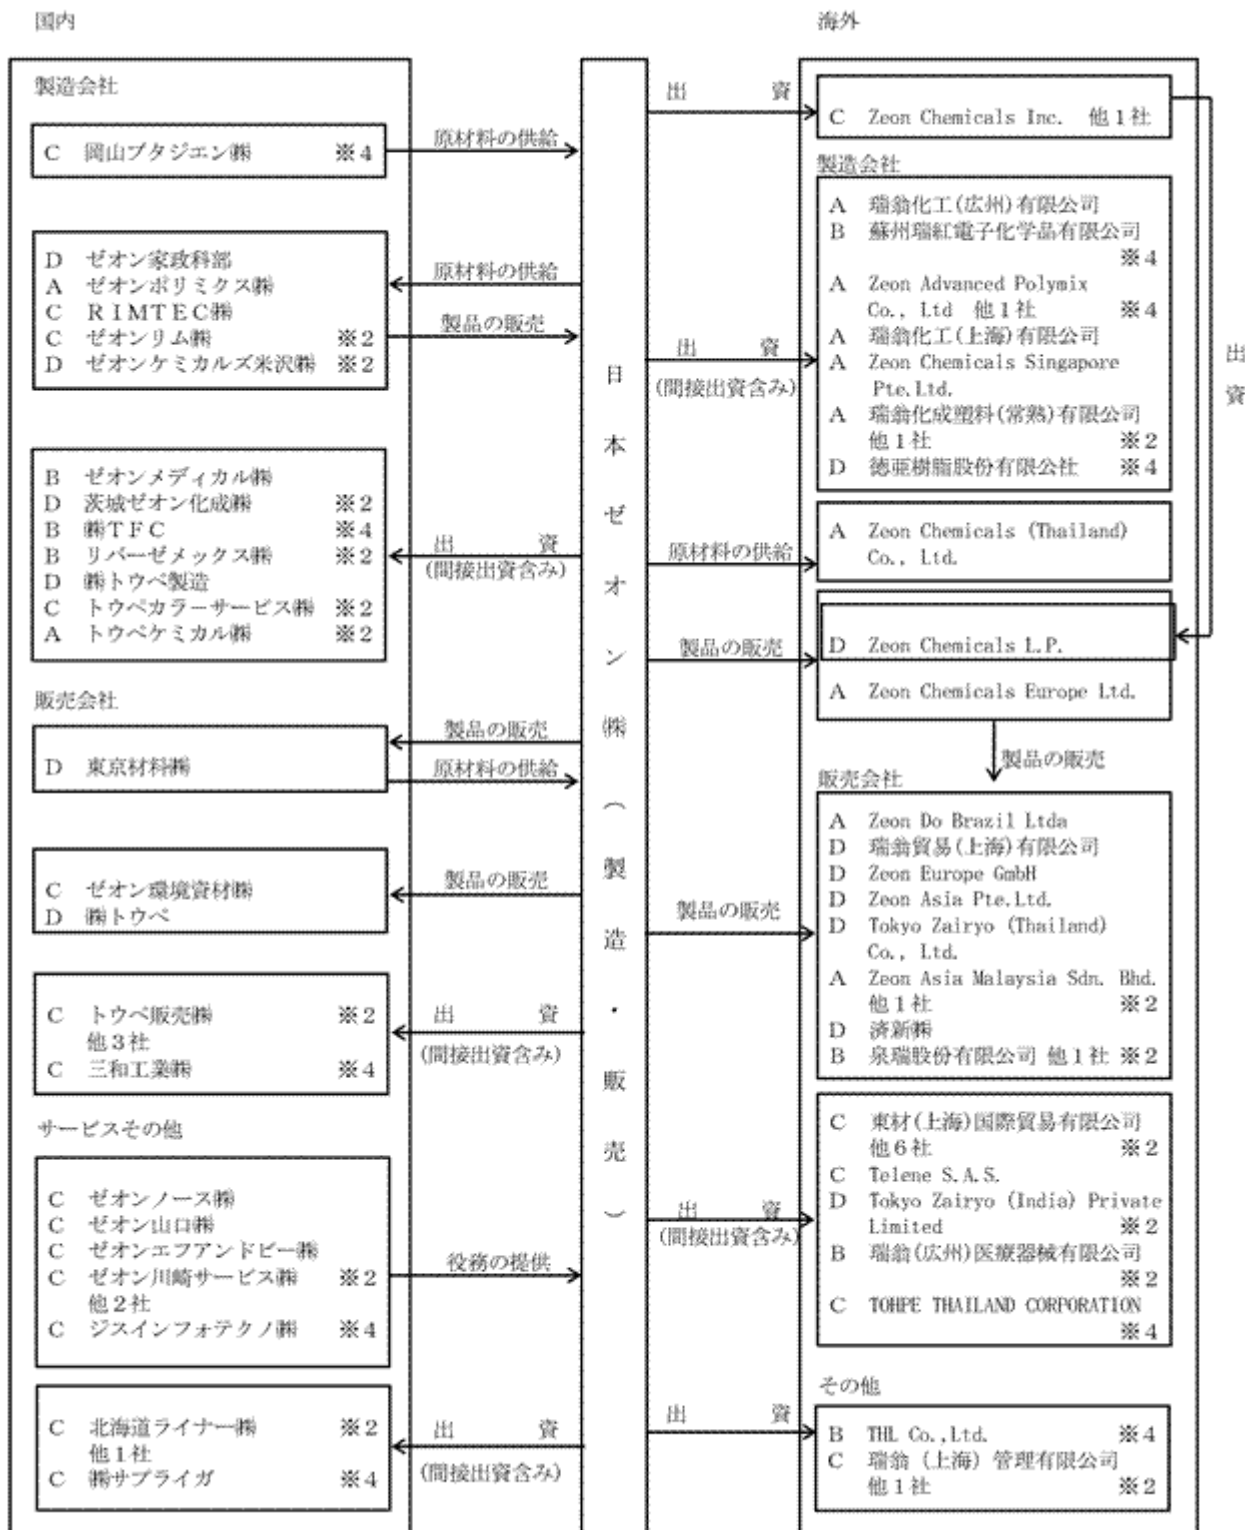 国内
製造会社
C 岡山ブタジエン㈱ ※4
D ゼオン家政科部
A ゼオンポリミクス㈱
C RIMTEC㈱
C ゼオンリム㈱ ※2
D ゼオンケミカルズ米沢㈱ ※2
B ゼオンメディカル㈱
D 茨城ゼオン化成㈱ ※2
B ㈱TFC ※4
B リバーゼメックス㈱ ※2
D ㈱トウペ製造
C トウペカラーサービス㈱ ※2
A トウペケミカル㈱ ※2
販売会社
D 東京材料㈱
C ゼオン環境資材㈱
D ㈱トウペ
C トウペ販売㈱ ※2
他3社
C 三和工業㈱ ※4
サービスその他
C ゼオンノース㈱
C ゼオン山口㈱
C ゼオンエフアンドビー㈱
C ゼオン川崎サービス㈱ ※2
他2社
C ジスインフォテクノ㈱ ※4
C 北海道ライナー㈱ ※2
他1社
C ㈱サプライガ ※4
原材料の供給
原材料の供給
製品の販売
出資
(間接出資含み)
製品の販売
原材料の供給
製品の販売
出資
(間接出資含み)
役務の提供
出資
(間接出資含み)
日本ゼオン㈱(製造・販売)
出資
出資
(間接出資含み)
原材料の供給
製品の販売
製品の販売
出資
(間接出資含み)
出資
海外
C Zeon Chemicals Inc. 他1社
製造会社
A 瑞翁化工(広州)有限公司
B 蘇州瑞紅電子化学品有限公司
※4
A Zeon Advanced Polymix
Co., Ltd 他1社 ※4
A 瑞翁化工(上海)有限公司
A Zeon Chemicals Singapore
Pte.Ltd.
A 瑞翁化成塑料(常熟)有限公司
他1社 ※2
D 徳亜樹脂股份有限公社 ※4
A Zeon Chemicals (Thailand)
Co., Ltd.
D Zeon Chemicals L.P.
A Zeon Chemicals Europe Ltd.
製品の販売
販売会社
A Zeon Do Brazil Ltda
D 瑞翁貿易(上海)有限公司
D Zeon Europe GmbH
D Zeon Asia Pte.Ltd.
D Tokyo Zairyo (Thailand)
Co., Ltd.
A Zeon Asia Malaysia Sdn. Bhd.
他1社 ※2
D 済新㈱
B 泉瑞股份有限公司 他1社 ※2
C 東材(上海)国際貿易有限公司
他6社 ※2
C Telene S.A.S.
D Tokyo Zairyo (India) Private
Limited ※2
B 瑞翁(広州)医療器械有限公司
※2
C TOHPE THAILAND CORPORATION
※4
その他
B THL Co.,Ltd. ※4
C 瑞翁(上海)管理有限公司
他1社 ※2
出資